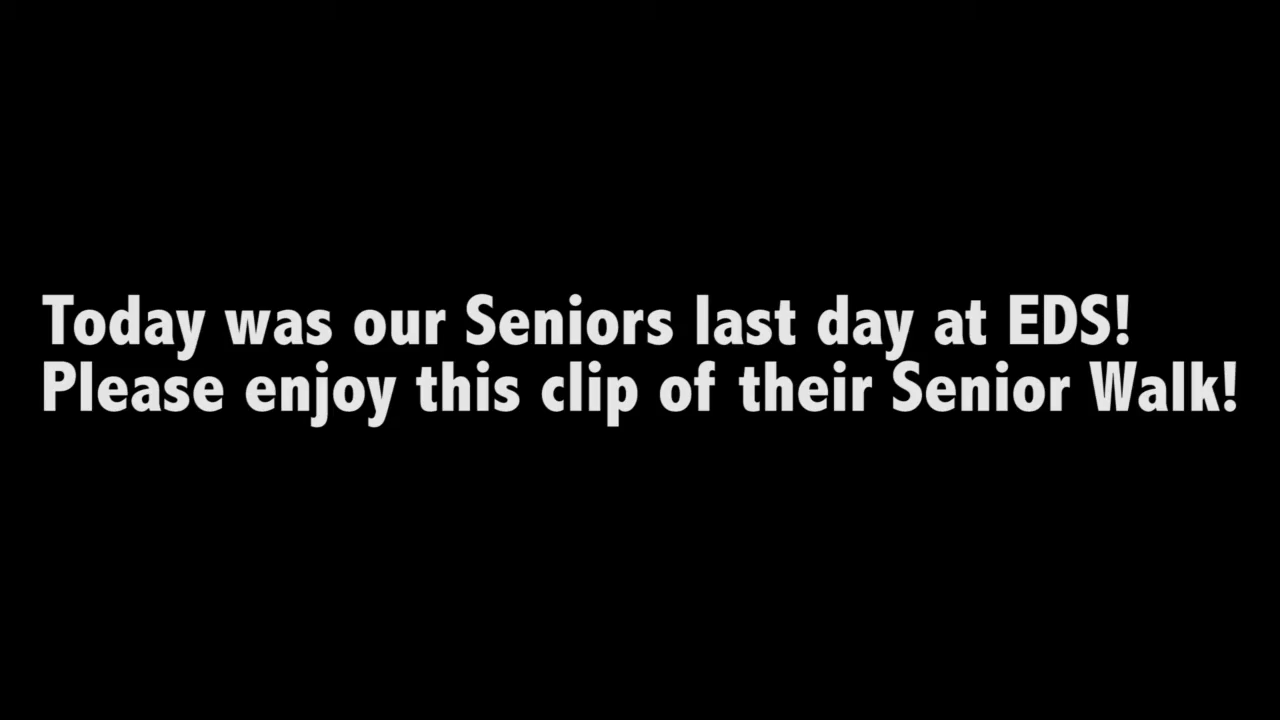 Today was our Seniors last day at EDS!
Please enjoy this clip of their Senior Walk!